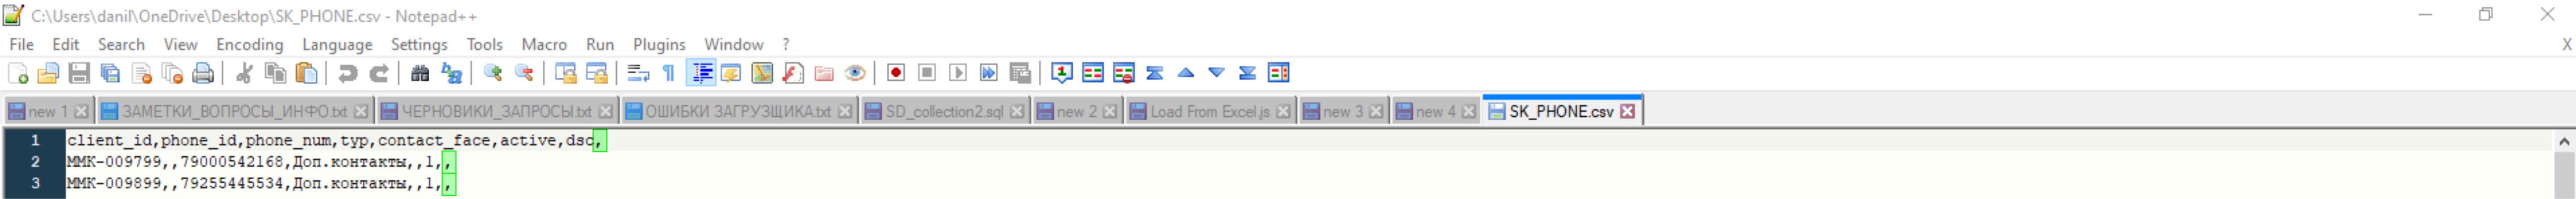 C:\Users\danil\OneDrive\Desktop\SK_PHONE.csv - Notepad++
File Edit Search View Encoding Language Settings Tools Macro Run Plugins Window ? X
new 1 ЗАМЕТКИ_ВОПРОСЫ_ИНФО.txt ЧЕРНОВИКИ_ЗАПРОСЫ.txt ОШИБКИ ЗАГРУЗЩИКА.txt SD_collection2.sql new 2 Load From Excel.js new 3 new 4 SK_PHONE.csv
1 client_id,phone_id,phone_num,typ,contact_face,active,dsc,
2 ММК-009799,,79000542168,Доп.контакты,,1,,
3 ММК-009899,,79255445534,Доп.контакты,,1,,